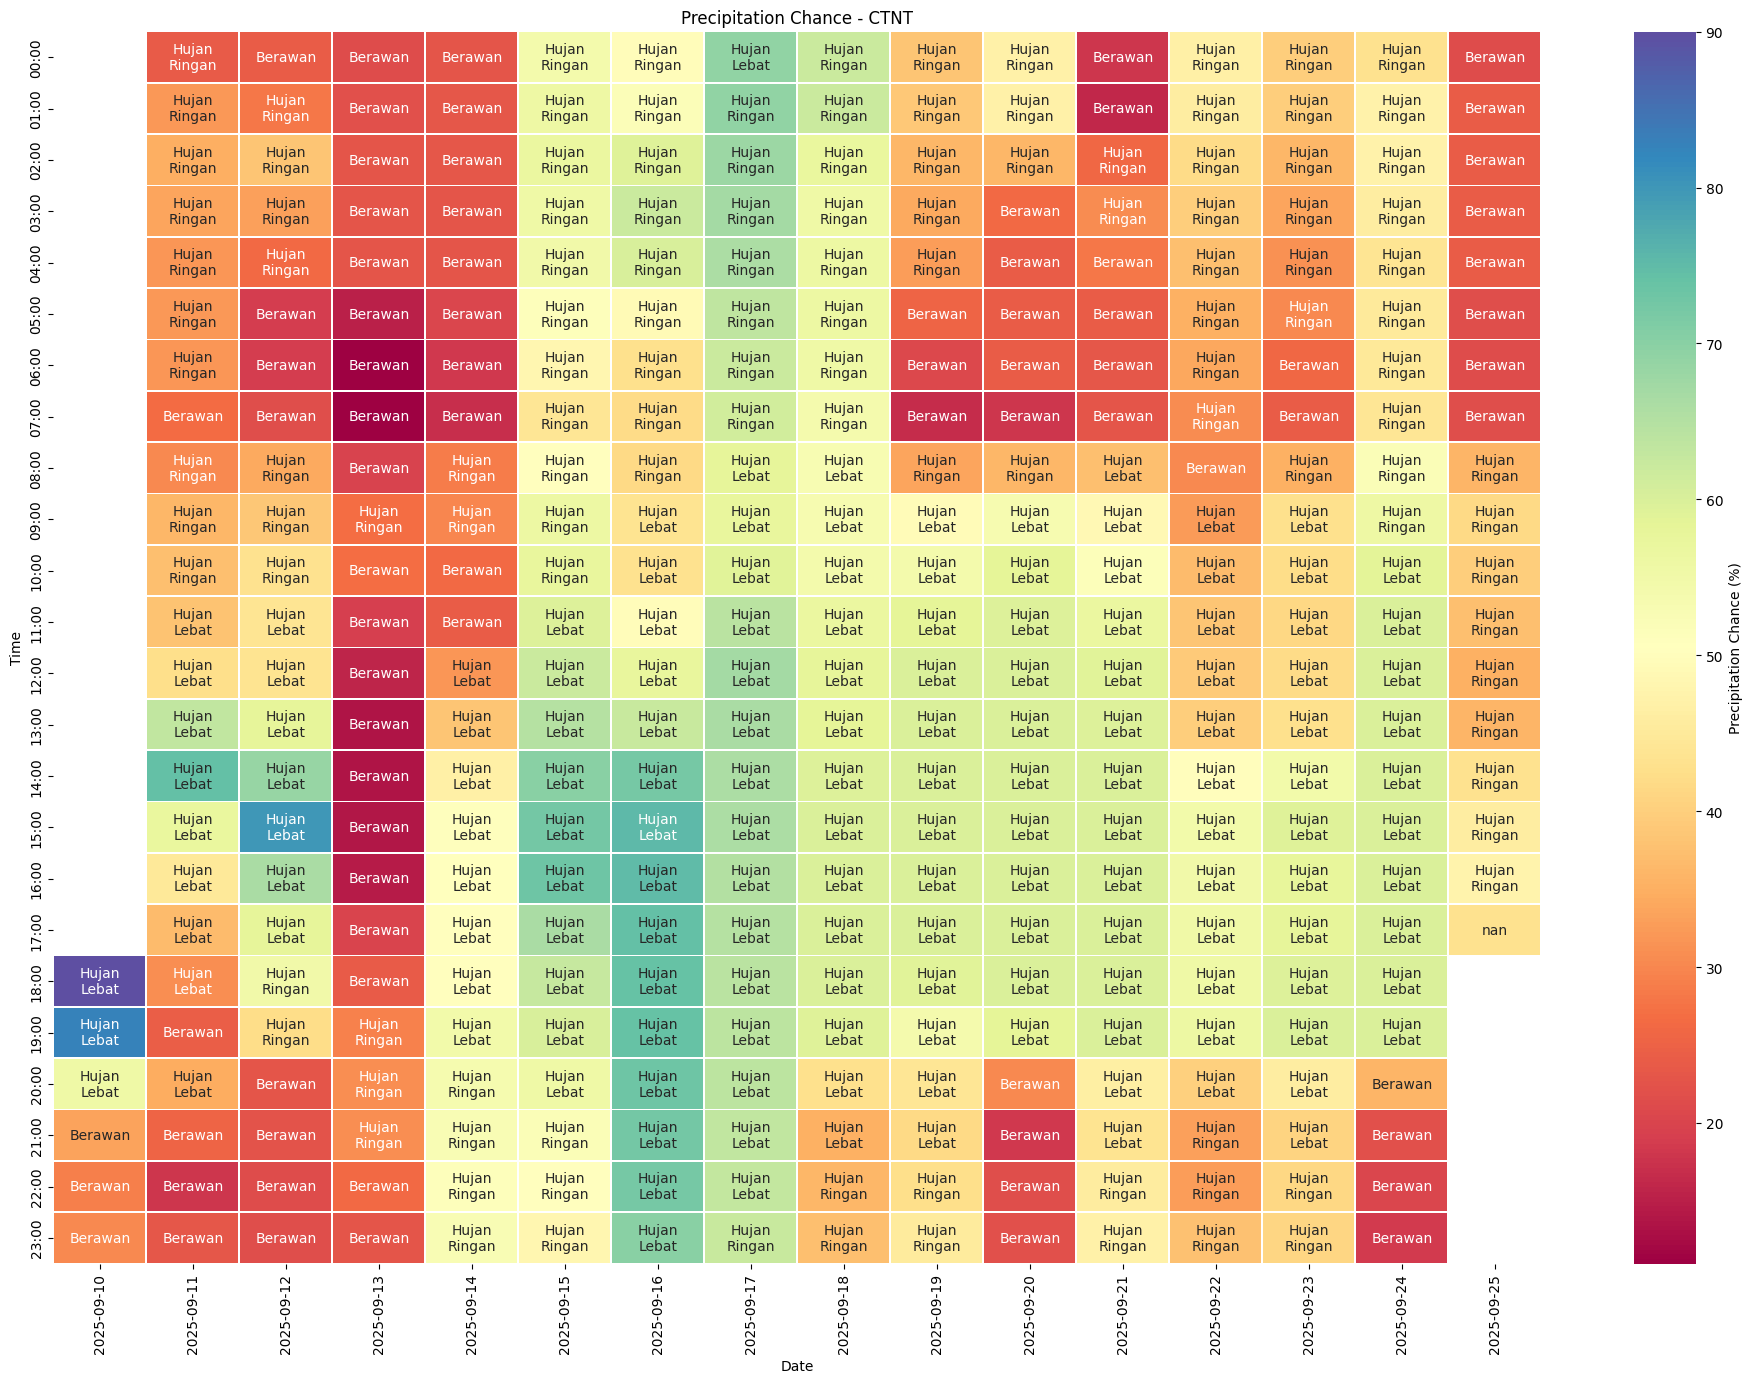 Precipitation Chance - CTNT
00:00 Hujan Ringan Berawan Berawan Berawan Hujan Ringan Hujan Ringan Hujan Lebat Hujan Ringan Hujan Ringan Hujan Ringan Berawan Hujan Ringan Hujan Ringan Hujan Ringan Berawan
01:00 Hujan Ringan Hujan Ringan Berawan Berawan Hujan Ringan Hujan Ringan Hujan Ringan Hujan Ringan Hujan Ringan Hujan Ringan Berawan Hujan Ringan Hujan Ringan Hujan Ringan Berawan
02:00 Hujan Ringan Hujan Ringan Berawan Berawan Hujan Ringan Hujan Ringan Hujan Ringan Hujan Ringan Hujan Ringan Hujan Ringan Hujan Ringan Hujan Ringan Hujan Ringan Hujan Ringan Berawan
03:00 Hujan Ringan Hujan Ringan Berawan Berawan Hujan Ringan Hujan Ringan Hujan Ringan Hujan Ringan Hujan Ringan Berawan Hujan Ringan Hujan Ringan Hujan Ringan Hujan Ringan Berawan
04:00 Hujan Ringan Hujan Ringan Berawan Berawan Hujan Ringan Hujan Ringan Hujan Ringan Hujan Ringan Hujan Ringan Berawan Berawan Hujan Ringan Hujan Ringan Hujan Ringan Berawan
05:00 Hujan Ringan Berawan Berawan Berawan Hujan Ringan Hujan Ringan Hujan Ringan Hujan Ringan Berawan Berawan Berawan Hujan Ringan Hujan Ringan Hujan Ringan Berawan
06:00 Hujan Ringan Berawan Berawan Berawan Hujan Ringan Hujan Ringan Hujan Ringan Hujan Ringan Berawan Berawan Berawan Hujan Ringan Berawan Hujan Ringan Berawan
07:00 Berawan Berawan Berawan Berawan Hujan Ringan Hujan Ringan Hujan Ringan Hujan Ringan Berawan Berawan Berawan Hujan Ringan Berawan Hujan Ringan Berawan
08:00 Hujan Ringan Hujan Ringan Berawan Hujan Ringan Hujan Ringan Hujan Ringan Hujan Lebat Hujan Lebat Hujan Ringan Hujan Ringan Hujan Lebat Berawan Hujan Ringan Hujan Ringan Hujan Ringan
09:00 Hujan Ringan Hujan Ringan Hujan Ringan Hujan Ringan Hujan Ringan Hujan Lebat Hujan Lebat Hujan Lebat Hujan Lebat Hujan Lebat Hujan Lebat Hujan Lebat Hujan Lebat Hujan Ringan Hujan Ringan
10:00 Hujan Ringan Hujan Ringan Berawan Berawan Hujan Ringan Hujan Lebat Hujan Lebat Hujan Lebat Hujan Lebat Hujan Lebat Hujan Lebat Hujan Lebat Hujan Lebat Hujan Lebat Hujan Ringan
11:00 Hujan Lebat Hujan Lebat Berawan Berawan Hujan Lebat Hujan Lebat Hujan Lebat Hujan Lebat Hujan Lebat Hujan Lebat Hujan Lebat Hujan Lebat Hujan Lebat Hujan Lebat Hujan Ringan
12:00 Hujan Lebat Hujan Lebat Berawan Hujan Lebat Hujan Lebat Hujan Lebat Hujan Lebat Hujan Lebat Hujan Lebat Hujan Lebat Hujan Lebat Hujan Lebat Hujan Lebat Hujan Lebat Hujan Ringan
13:00 Hujan Lebat Hujan Lebat Berawan Hujan Lebat Hujan Lebat Hujan Lebat Hujan Lebat Hujan Lebat Hujan Lebat Hujan Lebat Hujan Lebat Hujan Lebat Hujan Lebat Hujan Lebat Hujan Ringan
14:00 Hujan Lebat Hujan Lebat Berawan Hujan Lebat Hujan Lebat Hujan Lebat Hujan Lebat Hujan Lebat Hujan Lebat Hujan Lebat Hujan Lebat Hujan Lebat Hujan Lebat Hujan Lebat Hujan Ringan
15:00 Hujan Lebat Hujan Lebat Berawan Hujan Lebat Hujan Lebat Hujan Lebat Hujan Lebat Hujan Lebat Hujan Lebat Hujan Lebat Hujan Lebat Hujan Lebat Hujan Lebat Hujan Lebat Hujan Ringan
16:00 Hujan Lebat Hujan Lebat Berawan Hujan Lebat Hujan Lebat Hujan Lebat Hujan Lebat Hujan Lebat Hujan Lebat Hujan Lebat Hujan Lebat Hujan Lebat Hujan Lebat Hujan Lebat Hujan Ringan
17:00 Hujan Lebat Hujan Lebat Berawan Hujan Lebat Hujan Lebat Hujan Lebat Hujan Lebat Hujan Lebat Hujan Lebat Hujan Lebat Hujan Lebat Hujan Lebat Hujan Lebat Hujan Lebat nan
18:00 Hujan Lebat Hujan Lebat Hujan Ringan Berawan Hujan Lebat Hujan Lebat Hujan Lebat Hujan Lebat Hujan Lebat Hujan Lebat Hujan Lebat Hujan Lebat Hujan Lebat Hujan Lebat Hujan Lebat
19:00 Hujan Lebat Berawan Hujan Ringan Hujan Ringan Hujan Lebat Hujan Lebat Hujan Lebat Hujan Lebat Hujan Lebat Hujan Lebat Hujan Lebat Hujan Lebat Hujan Lebat Hujan Lebat Hujan Lebat
20:00 Hujan Lebat Hujan Lebat Berawan Hujan Ringan Hujan Ringan Hujan Lebat Hujan Lebat Hujan Lebat Hujan Lebat Hujan Lebat Berawan Hujan Lebat Hujan Lebat Hujan Lebat Berawan
21:00 Berawan Berawan Berawan Hujan Ringan Hujan Ringan Hujan Ringan Hujan Lebat Hujan Lebat Hujan Lebat Hujan Lebat Berawan Hujan Lebat Hujan Ringan Hujan Lebat Berawan
22:00 Berawan Berawan Berawan Berawan Hujan Ringan Hujan Ringan Hujan Lebat Hujan Lebat Hujan Ringan Hujan Ringan Berawan Hujan Ringan Hujan Ringan Hujan Ringan Berawan
23:00 Berawan Berawan Berawan Berawan Hujan Ringan Hujan Ringan Hujan Lebat Hujan Ringan Hujan Ringan Hujan Ringan Berawan Hujan Ringan Hujan Ringan Hujan Ringan Berawan
2025-09-10 2025-09-11 2025-09-12 2025-09-13 2025-09-14 2025-09-15 2025-09-16 2025-09-17 2025-09-18 2025-09-19 2025-09-20 2025-09-21 2025-09-22 2025-09-23 2025-09-24 2025-09-25
Date
Time
90
80
70
60
50
40
30
20
Precipitation Chance (%)